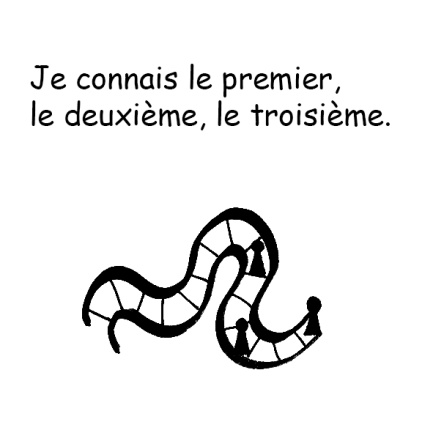 Je connais le premier,
le deuxième, le troisième.